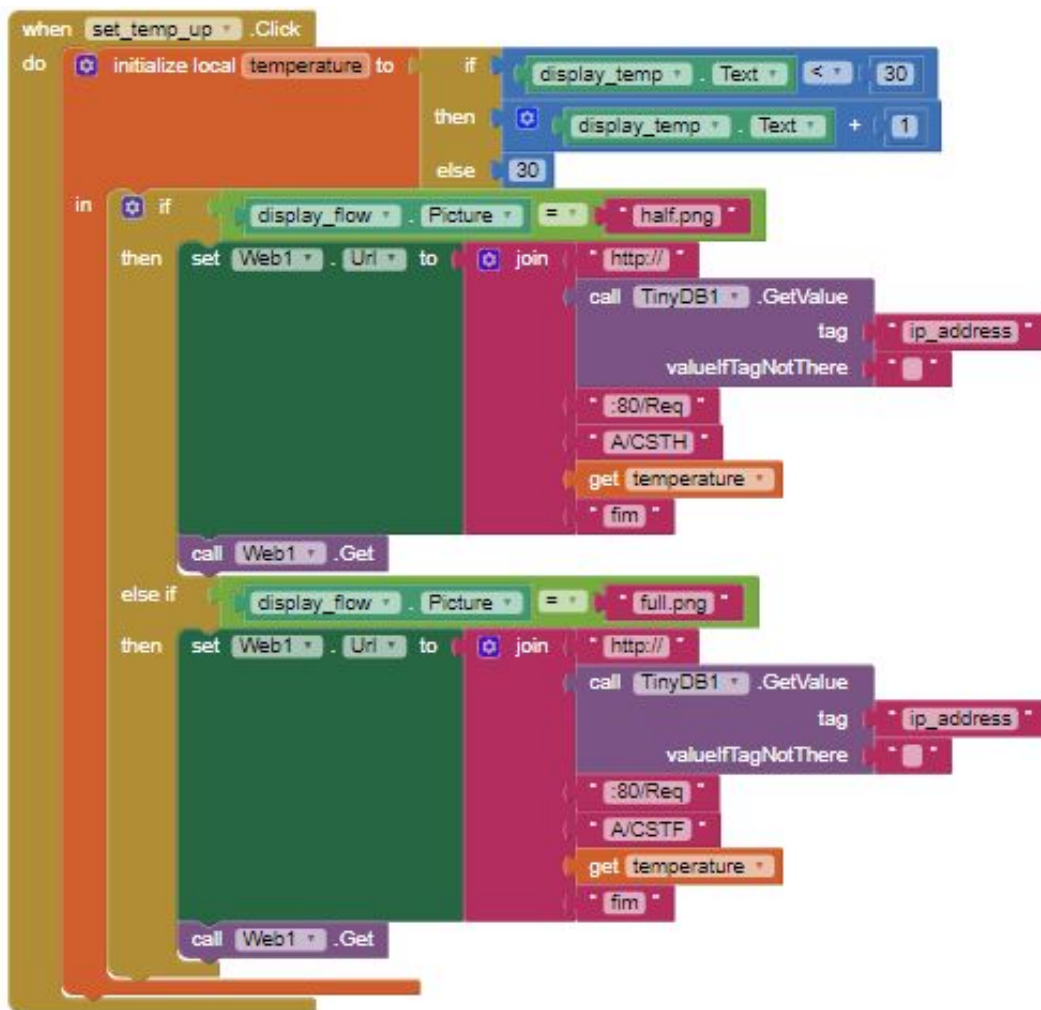 when set_temp_up .Click
do initialize local temperature to if display_temp . Text < 30
then display_temp . Text + 1
else 30
in if display_flow . Picture = " half.png "
then set Web1 . Url to join " http:// "
call TinyDB1 .GetValue
tag " ip_address "
valueIfTagNotThere " "
" :80/Req "
" A/CSTH "
get temperature
" fim "
call Web1 .Get
else if display_flow . Picture = " full.png "
then set Web1 . Url to join " http:// "
call TinyDB1 .GetValue
tag " ip_address "
valueIfTagNotThere " "
" :80/Req "
" A/CSTF "
get temperature
" fim "
call Web1 .Get